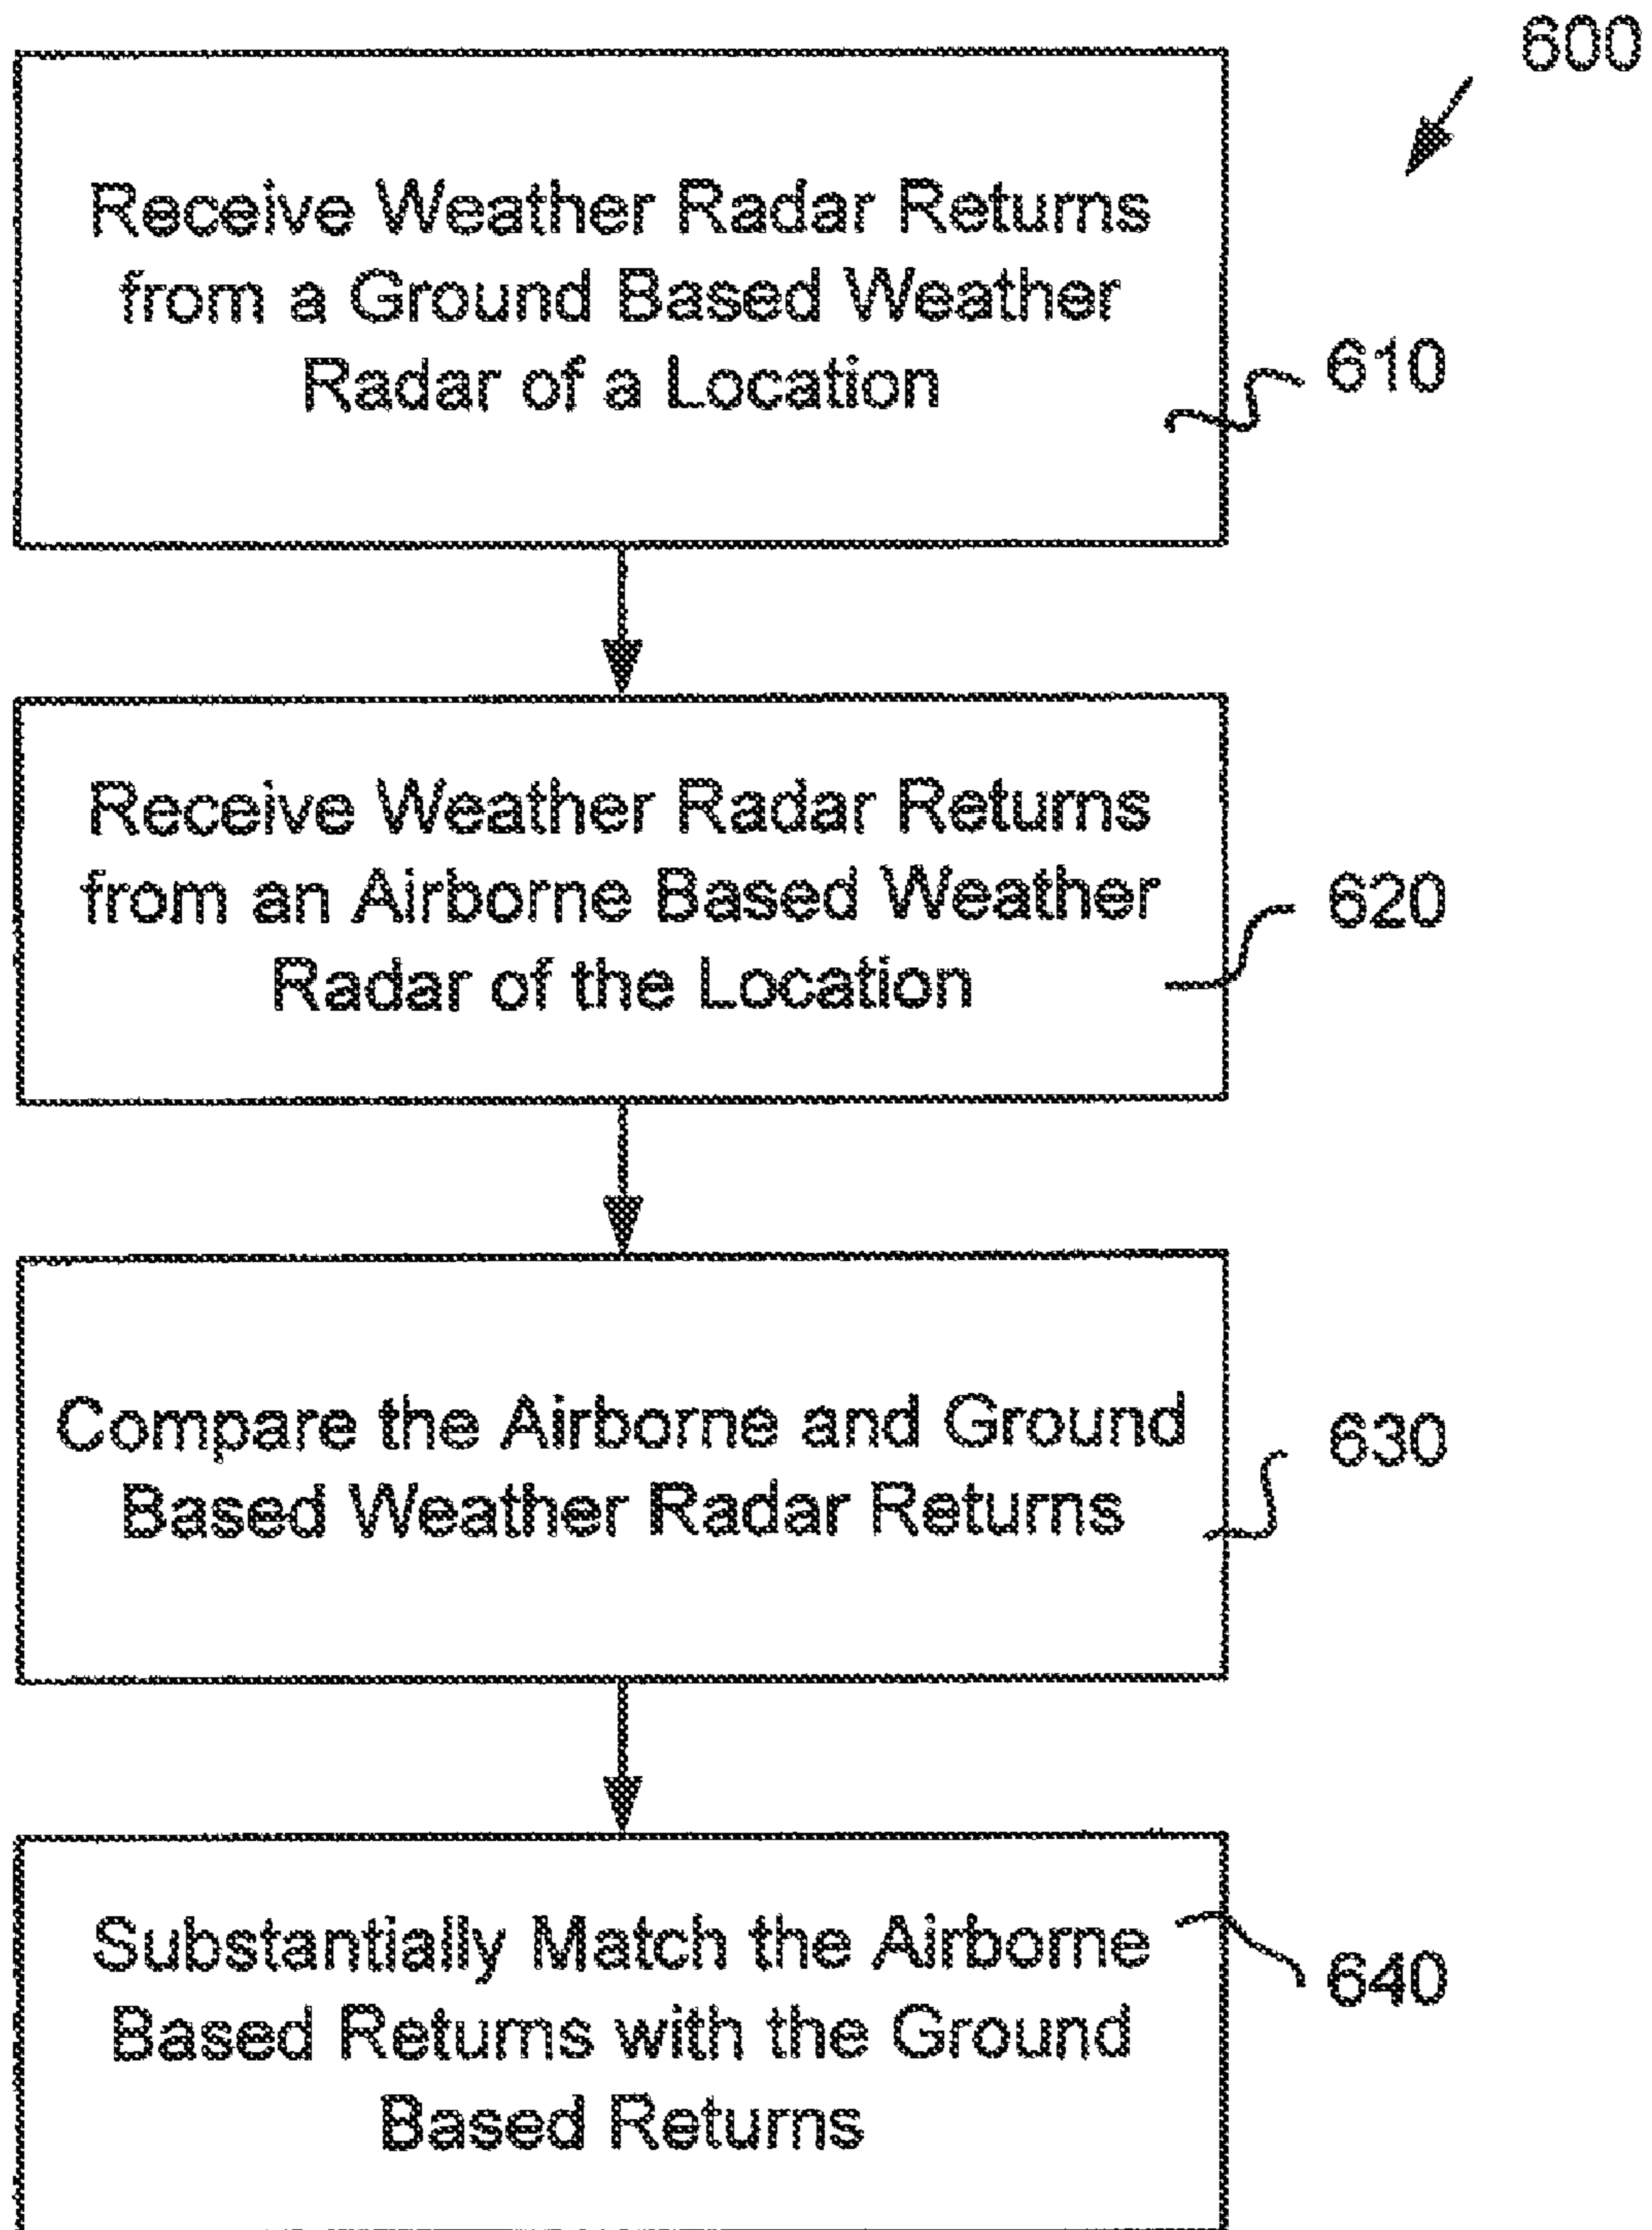 600
Receive Weather Radar Returns
from a Ground Based Weather
Radar of a Location
610
Receive Weather Radar Returns
from an Airborne Based Weather
Radar of the Location
620
Compare the Airborne and Ground
Based Weather Radar Returns
630
Substantially Match the Airborne
Based Returns with the Ground
Based Returns
640